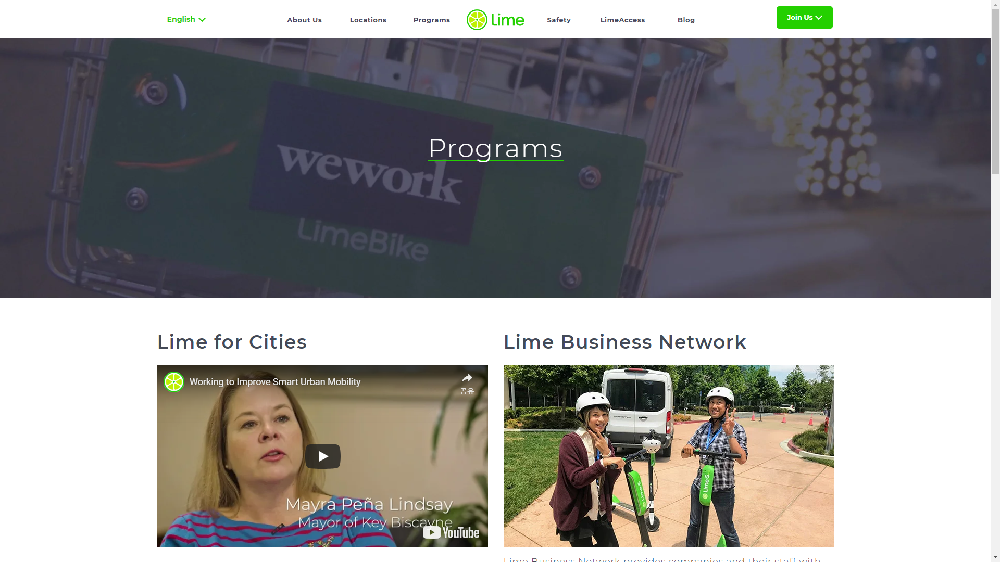 English
About Us
Locations
Programs
Lime
Safety
LimeAccess
Blog
Join Us
Programs
wework
LimeBike
Lime for Cities
Lime Business Network
Working to Improve Smart Urban Mobility
공유
Mayra Peña Lindsay
Mayor of Key Biscayne
YouTube
Lime-S
Lime-S
Lime Business Network provides companies and their staff with